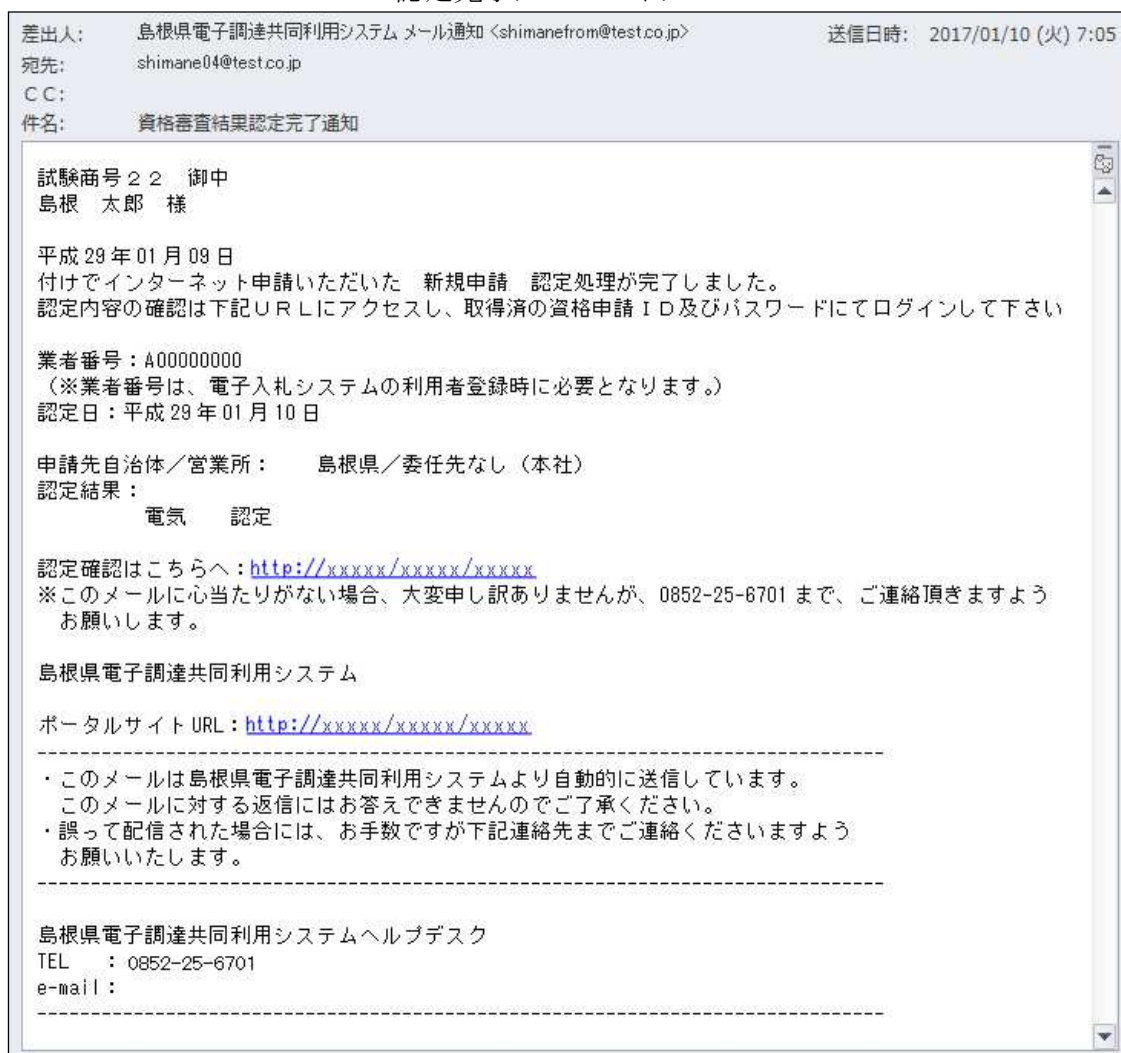 差出人: 島根県電子調達共同利用システム メール通知 <shimanefrom@test.co.jp> 送信日時: 2017/01/10 (火) 7:05
宛先: shimane04@test.co.jp
CC:
件名: 資格審査結果認定完了通知
試験商号22 御中
島根 太郎 様
平成29年01月09日
付けでインターネット申請いただいた 新規申請 認定処理が完了しました。
認定内容の確認は下記URLにアクセスし、取得済の資格申請ID及びパスワードにてログインして下さい
業者番号:A00000000
(※業者番号は、電子入札システムの利用者登録時に必要となります。)
認定日:平成29年01月10日
申請先自治体/営業所: 島根県/委任先なし(本社)
認定結果:
電気 認定
認定確認はこちらへ:http://xxxxx/xxxxx/xxxxx
※このメールに心当たりがない場合、大変申し訳ありませんが、0852-25-6701まで、ご連絡頂きますよう
お願いします。
島根県電子調達共同利用システム
ポータルサイトURL:http://xxxxx/xxxxx/xxxxx
--------------------------------------------------------------------------------
・このメールは島根県電子調達共同利用システムより自動的に送信しています。
このメールに対する返信にはお答えできませんのでご了承ください。
・誤って配信された場合には、お手数ですが下記連絡先までご連絡くださいますよう
お願いいたします。
--------------------------------------------------------------------------------
島根県電子調達共同利用システムヘルプデスク
TEL :0852-25-6701
e-mail:
--------------------------------------------------------------------------------